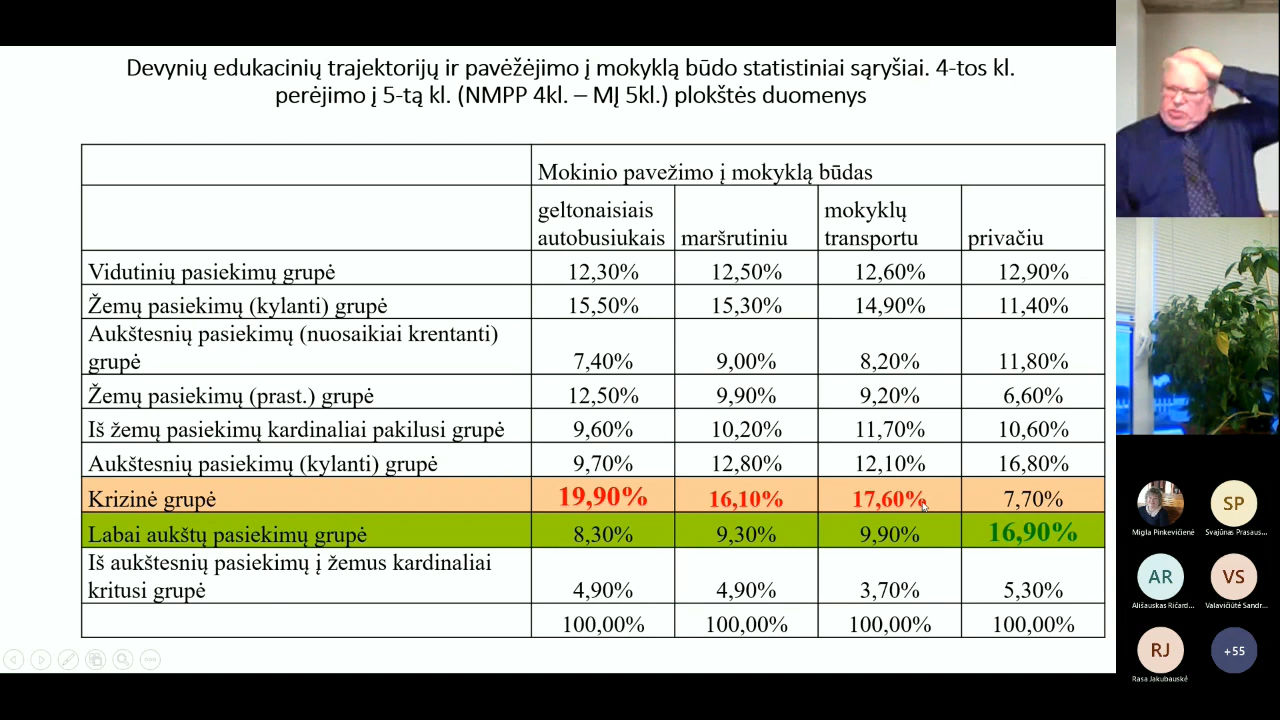 Devynių edukacinių trajektorijų ir pavėžėjimo į mokyklą būdo statistiniai sąryšiai. 4-tos kl.
perėjimo į 5-tą kl. (NMPP 4kl. – MJ 5kl.) plokštės duomenys
Mokinio pavežimo į mokyklą būdas
geltonaisiais autobusiukais maršrutiniu mokyklų transportu privačiu
Vidutinių pasiekimų grupė 12,30% 12,50% 12,60% 12,90%
Žemų pasiekimų (kylanti) grupė 15,50% 15,30% 14,90% 11,40%
Aukštesnių pasiekimų (nuosaikiai krentanti)
grupė 7,40% 9,00% 8,20% 11,80%
Žemų pasiekimų (prast.) grupė 12,50% 9,90% 9,20% 6,60%
Iš žemų pasiekimų kardinaliai pakilusi grupė 9,60% 10,20% 11,70% 10,60%
Aukštesnių pasiekimų (kylanti) grupė 9,70% 12,80% 12,10% 16,80%
Krizinė grupė 19,90% 16,10% 17,60% 7,70%
Labai aukštų pasiekimų grupė 8,30% 9,30% 9,90% 16,90%
Iš aukštesnių pasiekimų į žemus kardinaliai
kritusi grupė 4,90% 4,90% 3,70% 5,30%
100,00% 100,00% 100,00% 100,00%
SP
Migla Pinkevičienė Svajūnas Prasaus...
AR VS
Ališauskas Ričard... Valavičiūtė Sandr...
RJ +55
Rasa Jakubauskė